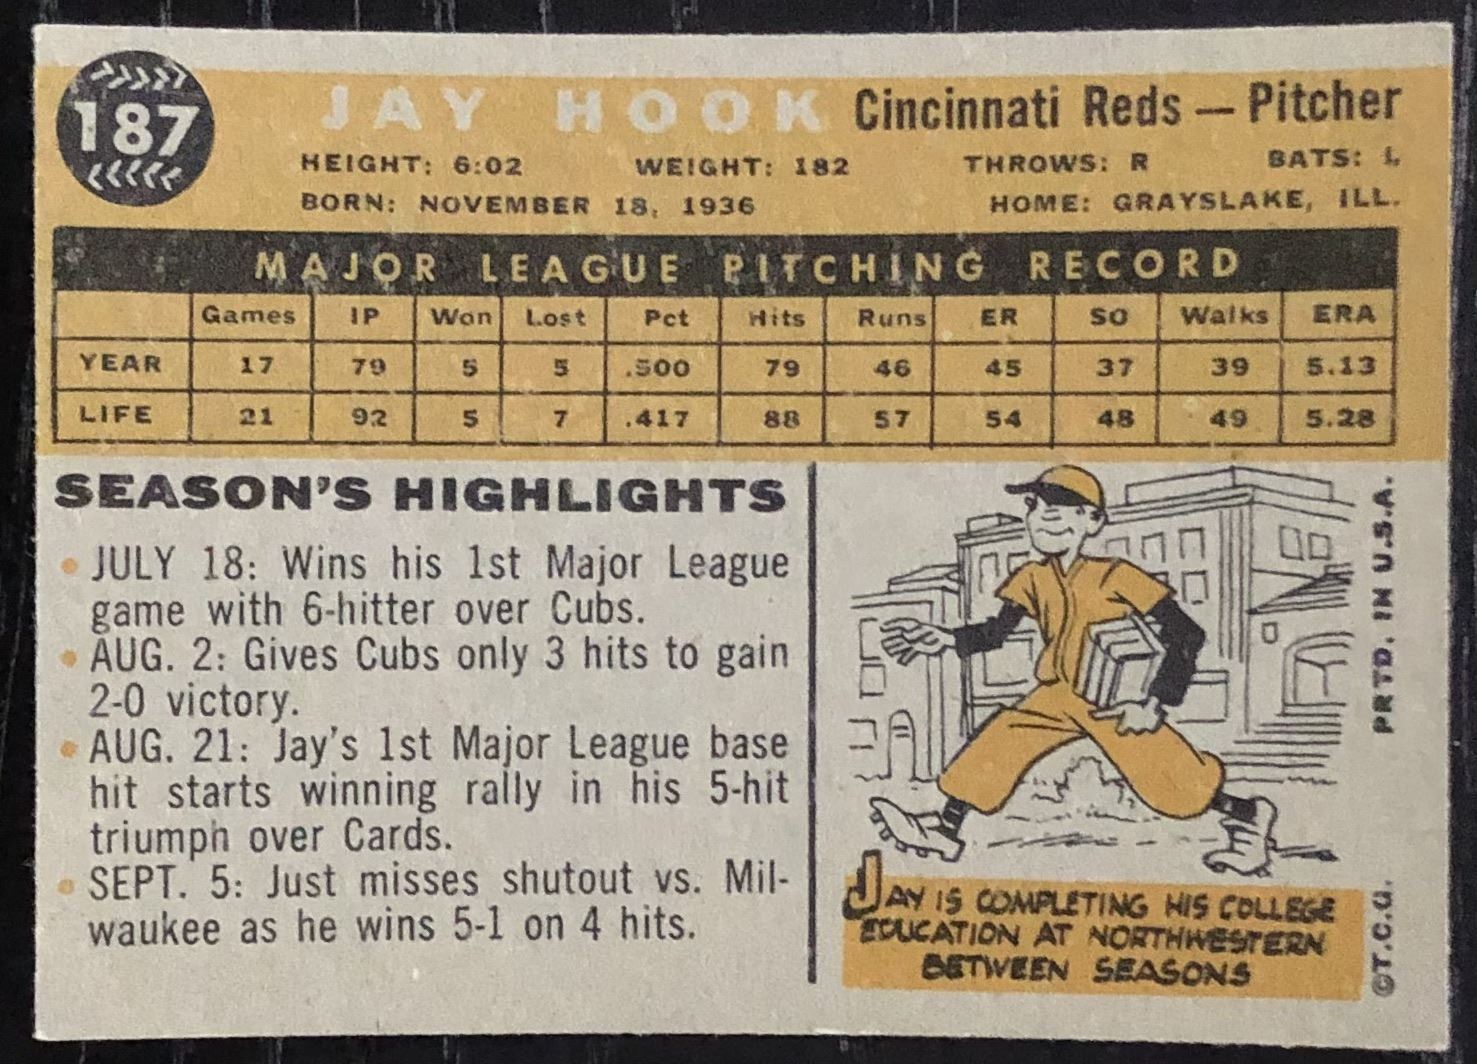 187
JAY HOOK Cincinnati Reds — Pitcher
HEIGHT: 6:02 WEIGHT: 182 THROWS: R BATS: L
BORN: NOVEMBER 18, 1936 HOME: GRAYSLAKE, ILL.
MAJOR LEAGUE PITCHING RECORD
Games IP Won Lost Pct Hits Runs ER SO Walks ERA
YEAR 17 79 5 5 .500 79 46 45 37 39 5.13
LIFE 21 92 5 7 .417 88 57 54 48 49 5.28
SEASON'S HIGHLIGHTS
• JULY 18: Wins his 1st Major League
game with 6-hitter over Cubs.
• AUG. 2: Gives Cubs only 3 hits to gain
2-0 victory.
• AUG. 21: Jay's 1st Major League base
hit starts winning rally in his 5-hit
triumph over Cards.
• SEPT. 5: Just misses shutout vs. Mil-
waukee as he wins 5-1 on 4 hits.
JAY IS COMPLETING HIS COLLEGE
EDUCATION AT NORTHWESTERN
BETWEEN SEASONS
©T.C.G. PRTD. IN U.S.A.